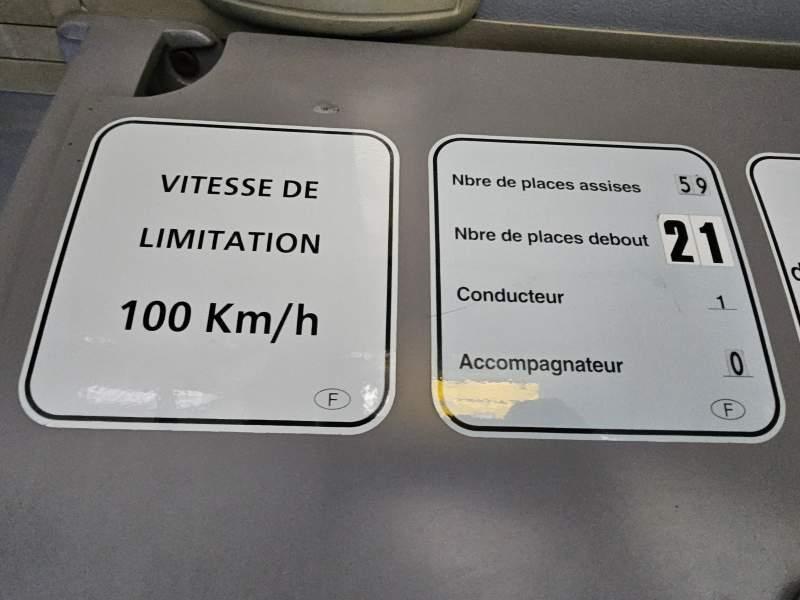 VITESSE DE
LIMITATION
100 Km/h
F
Nbre de places assises 59
Nbre de places debout 21
Conducteur 1
Accompagnateur 0
F